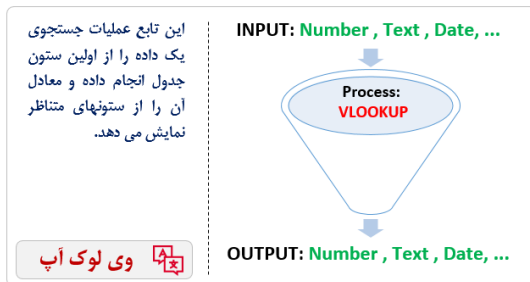 این تابع عملیات جستجوی
یک داده را از اولین ستون
جدول انجام داده و معادل
آن را از ستونهای متناظر
نمایش می دهد.
وی لوک آپ
INPUT: Number , Text , Date, ...
Process:
VLOOKUP
OUTPUT: Number , Text , Date, ...